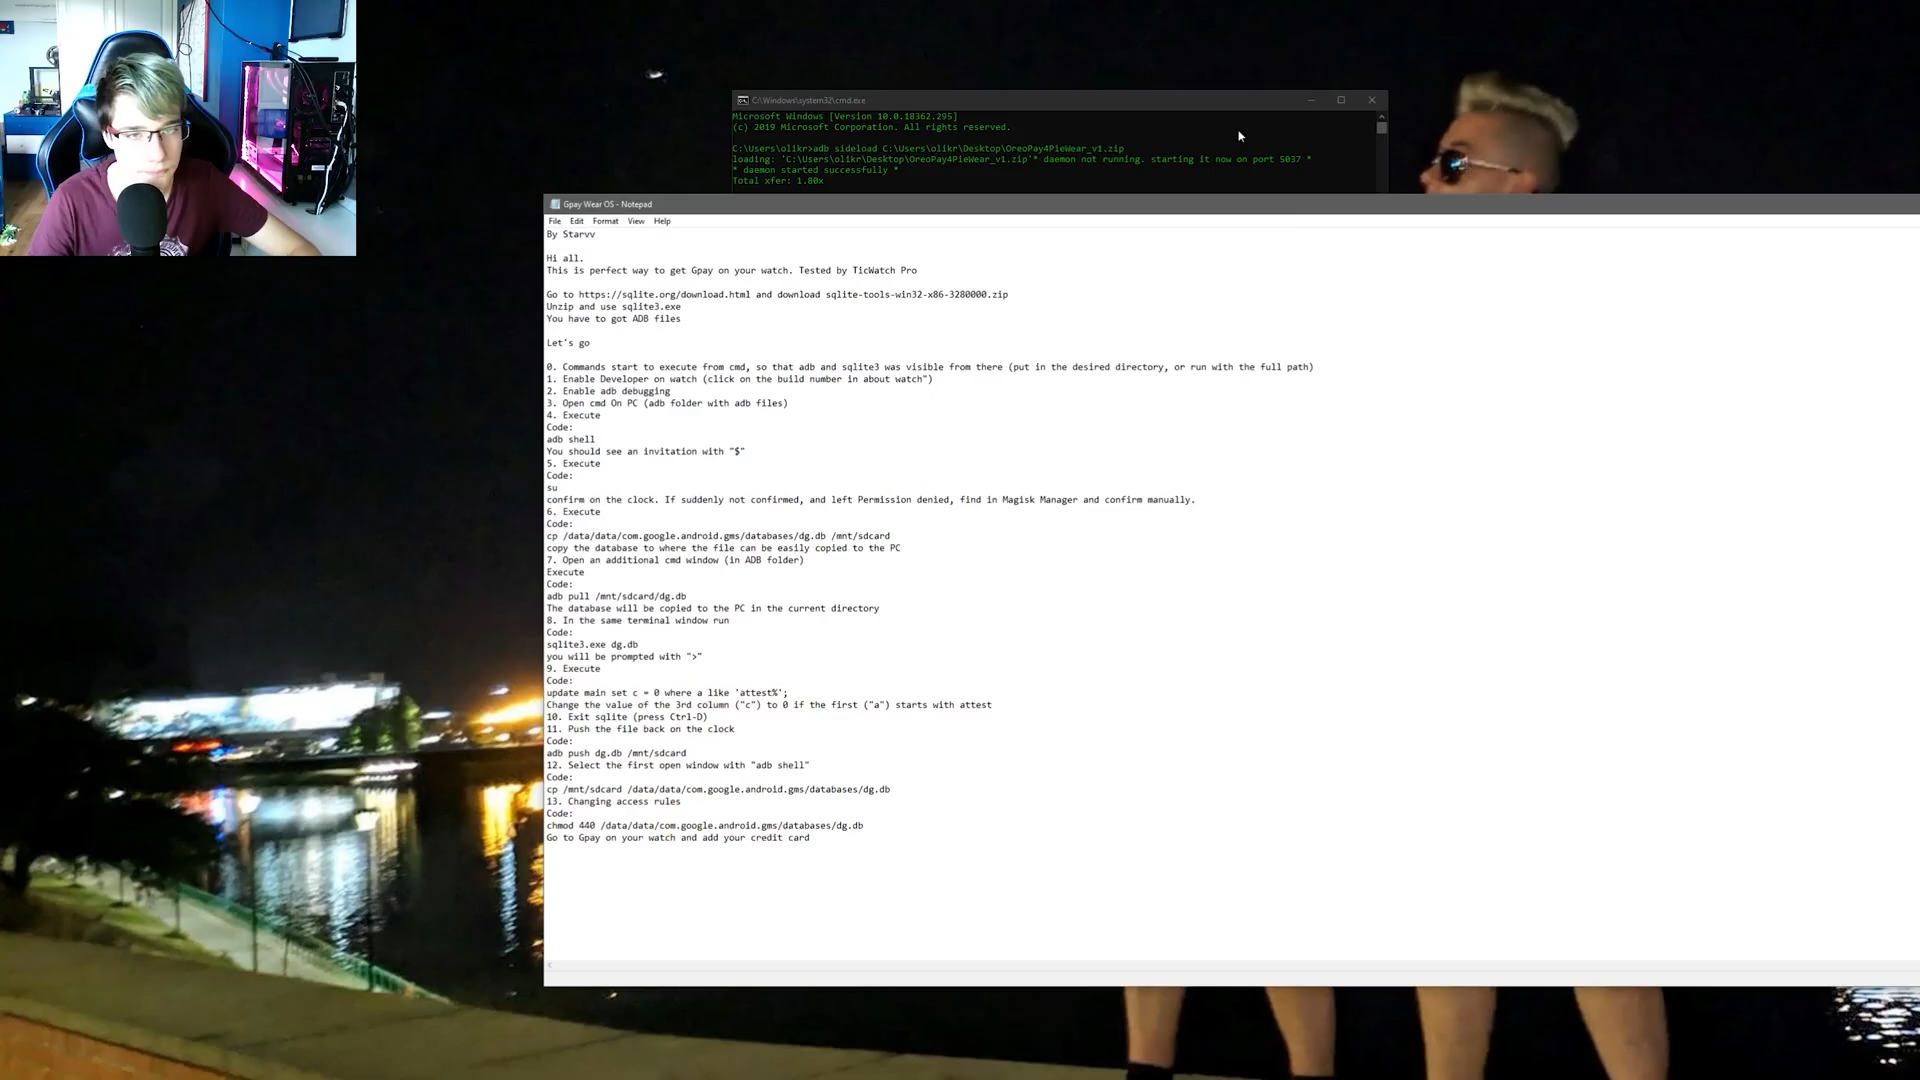 C:\Windows\system32\cmd.exe
Microsoft Windows [Version 10.0.18362.295]
(c) 2019 Microsoft Corporation. All rights reserved.
C:\Users\olikr>adb sideload C:\Users\olikr\Desktop\OreoPay4PieWear_v1.zip
loading: 'C:\Users\olikr\Desktop\OreoPay4PieWear_v1.zip'* daemon not running. starting it now on port 5037 *
* daemon started successfully *
Total xfer: 1.80x
Gpay Wear OS - Notepad
File Edit Format View Help
By Starvv
Hi all.
This is perfect way to get Gpay on your watch. Tested by TicWatch Pro
Go to https://sqlite.org/download.html and download sqlite-tools-win32-x86-3280000.zip
Unzip and use sqlite3.exe
You have to got ADB files
Let's go
0. Commands start to execute from cmd, so that adb and sqlite3 was visible from there (put in the desired directory, or run with the full path)
1. Enable Developer on watch (click on the build number in about watch")
2. Enable adb debugging
3. Open cmd On PC (adb folder with adb files)
4. Execute
Code:
adb shell
You should see an invitation with "$"
5. Execute
Code:
su
confirm on the clock. If suddenly not confirmed, and left Permission denied, find in Magisk Manager and confirm manually.
6. Execute
Code:
cp /data/data/com.google.android.gms/databases/dg.db /mnt/sdcard
copy the database to where the file can be easily copied to the PC
7. Open an additional cmd window (in ADB folder)
Execute
Code:
adb pull /mnt/sdcard/dg.db
The database will be copied to the PC in the current directory
8. In the same terminal window run
Code:
sqlite3.exe dg.db
you will be prompted with ">"
9. Execute
Code:
update main set c = 0 where a like 'attest%';
Change the value of the 3rd column ("c") to 0 if the first ("a") starts with attest
10. Exit sqlite (press Ctrl-D)
11. Push the file back on the clock
Code:
adb push dg.db /mnt/sdcard
12. Select the first open window with "adb shell"
Code:
cp /mnt/sdcard /data/data/com.google.android.gms/databases/dg.db
13. Changing access rules
Code:
chmod 440 /data/data/com.google.android.gms/databases/dg.db
Go to Gpay on your watch and add your credit card